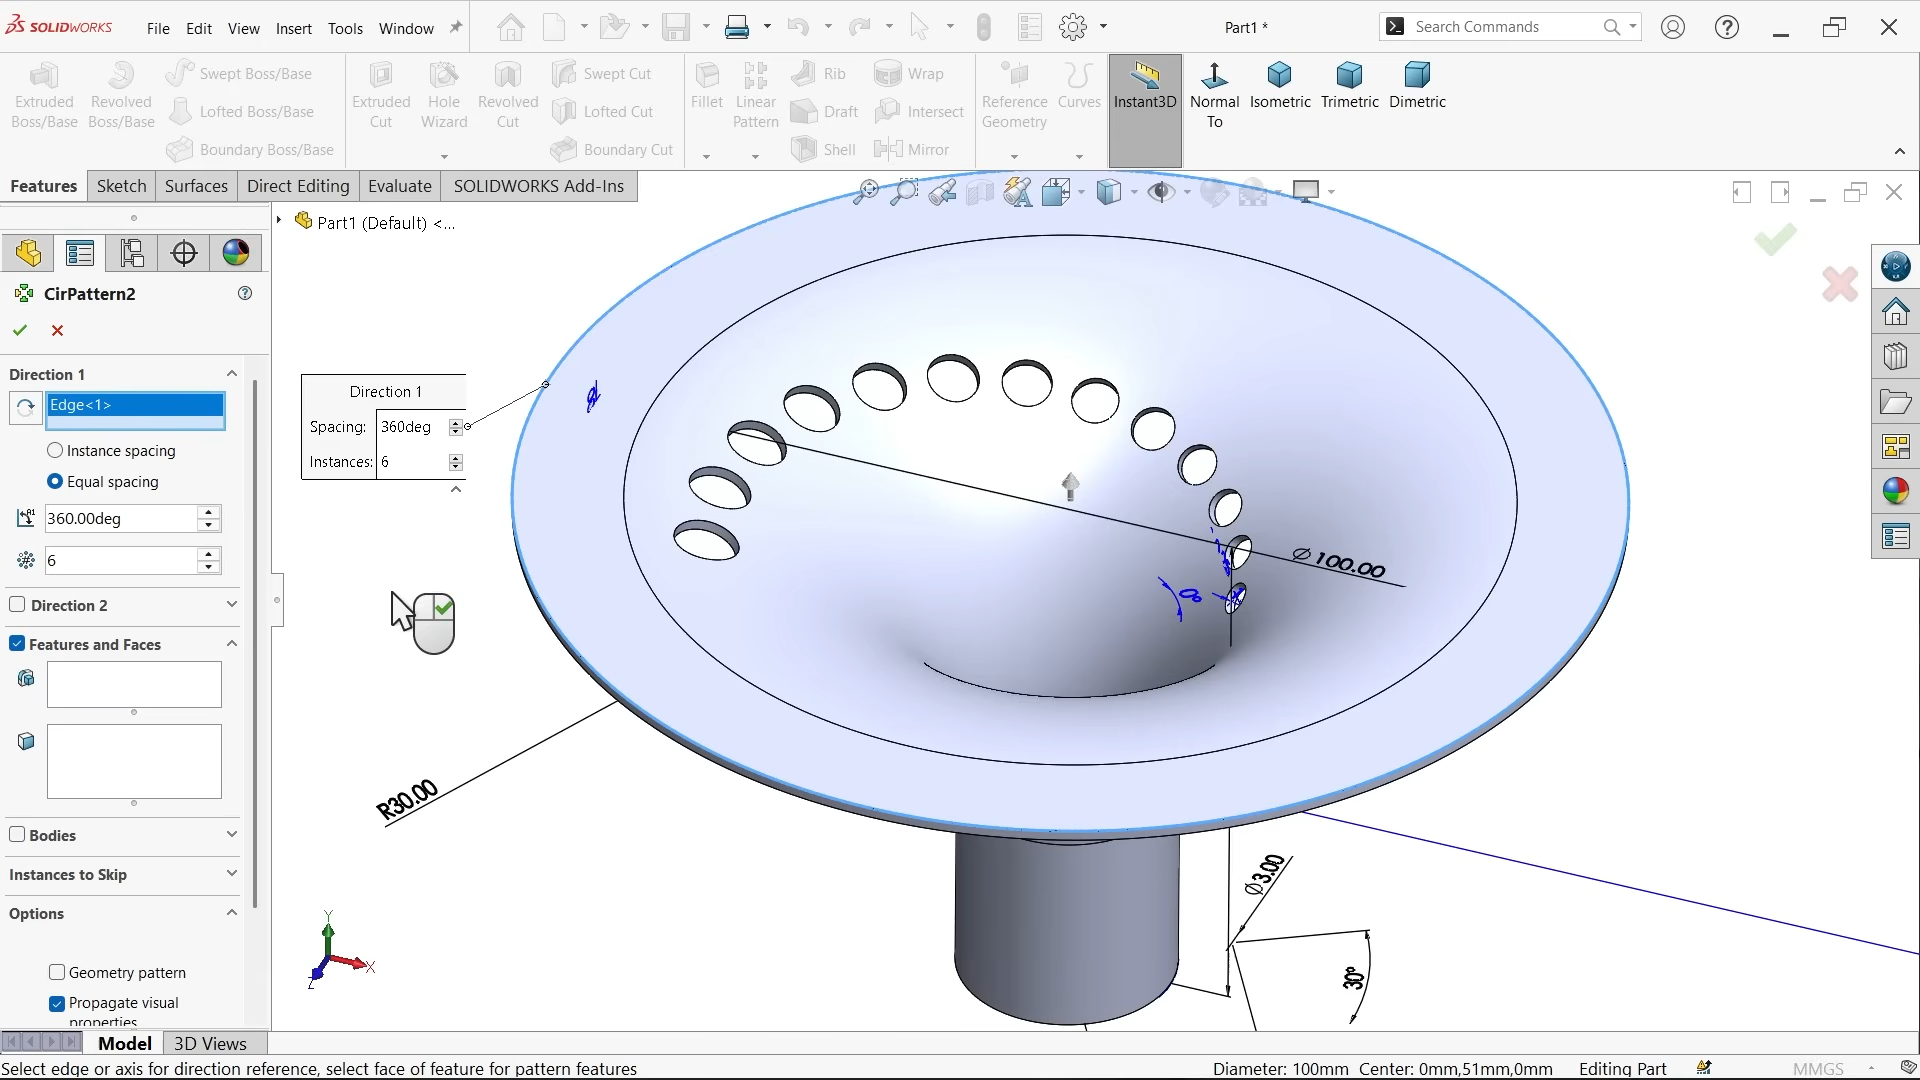 SOLIDWORKS File Edit View Insert Tools Window Part1 * Search Commands
Extruded Boss/Base
Revolved Boss/Base
Swept Boss/Base
Lofted Boss/Base
Boundary Boss/Base
Extruded Cut
Hole Wizard
Revolved Cut
Swept Cut
Lofted Cut
Boundary Cut
Fillet
Linear Pattern
Rib
Draft
Shell
Wrap
Intersect
Mirror
Reference Geometry
Curves
Instant3D
Normal To
Isometric
Trimetric
Dimetric
Features Sketch Surfaces Direct Editing Evaluate SOLIDWORKS Add-Ins
Part1 (Default) <...
CirPattern2
Direction 1
Edge<1>
Instance spacing
Equal spacing
360.00deg
6
Direction 2
Features and Faces
Bodies
Instances to Skip
Options
Geometry pattern
Propagate visual
properties
Direction 1
Spacing: 360deg
Instances: 6
Ø 100.00
R30.00
Ø3.00
30°
Y
X
Z
Model 3D Views
Select edge or axis for direction reference, select face of feature for pattern features Diameter: 100mm Center: 0mm,51mm,0mm Editing Part MMGS